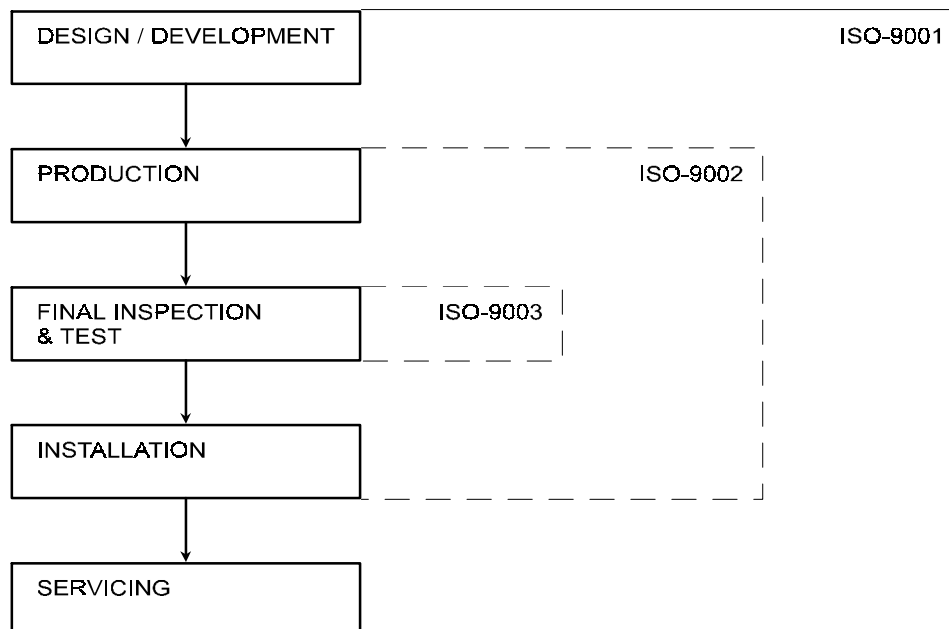 DESIGN / DEVELOPMENT
ISO-9001
PRODUCTION
ISO-9002
FINAL INSPECTION
& TEST
ISO-9003
INSTALLATION
SERVICING